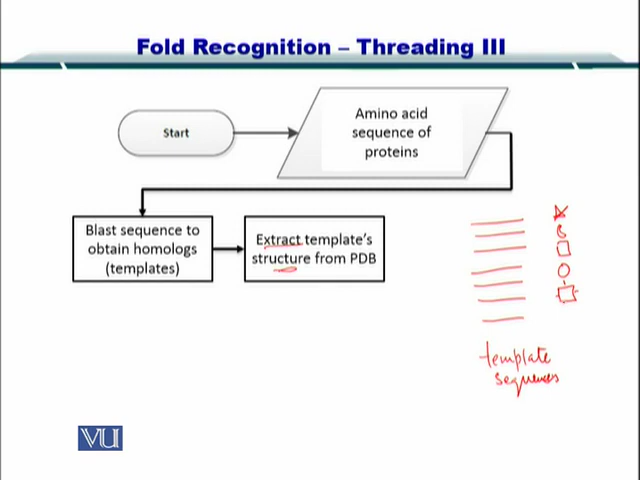 Fold Recognition – Threading III
Start
Amino acid
sequence of
proteins
Blast sequence to
obtain homologs
(templates)
Extract template's
structure from PDB
template
sequences
VU